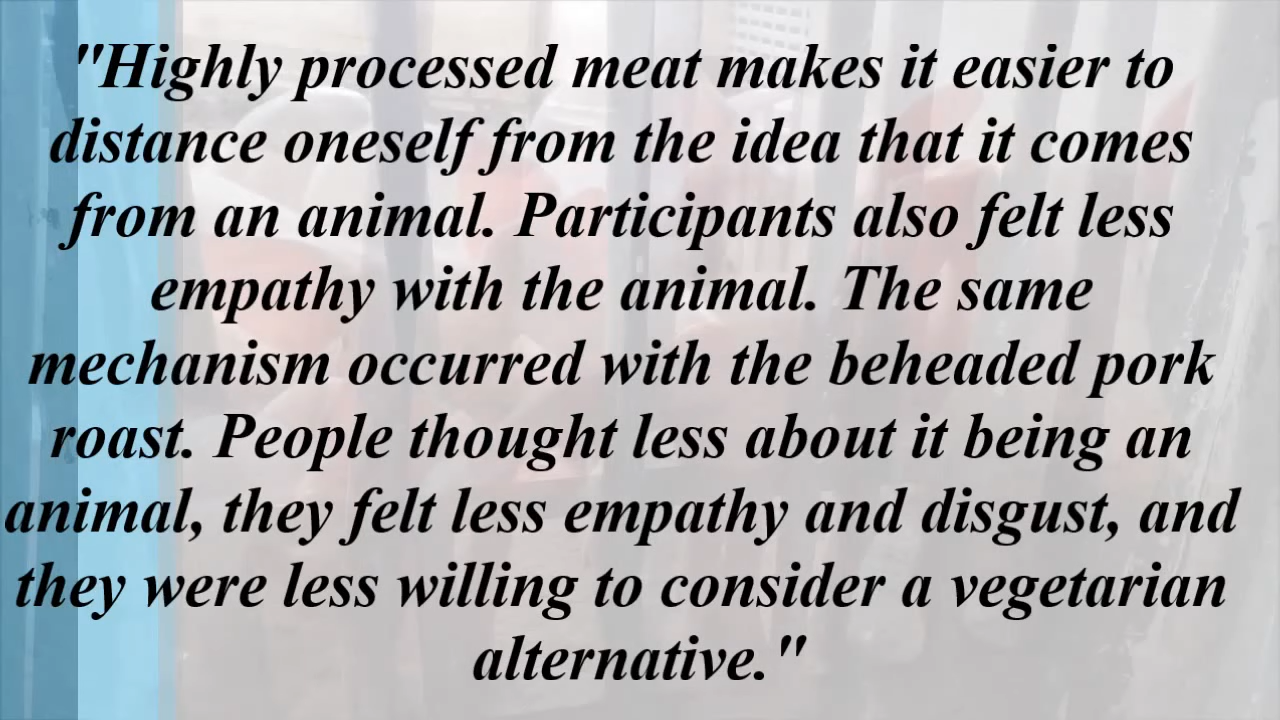 "Highly processed meat makes it easier to
distance oneself from the idea that it comes
from an animal. Participants also felt less
empathy with the animal. The same
mechanism occurred with the beheaded pork
roast. People thought less about it being an
animal, they felt less empathy and disgust, and
they were less willing to consider a vegetarian
alternative."